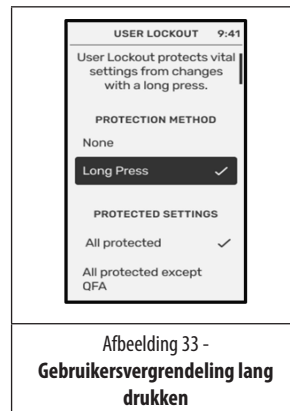 USER LOCKOUT 9:41
User Lockout protects vital
settings from changes
with a long press.
PROTECTION METHOD
None
Long Press
PROTECTED SETTINGS
All protected
All protected except
QFA
Afbeelding 33 -
Gebruikersvergrendeling lang
drukken